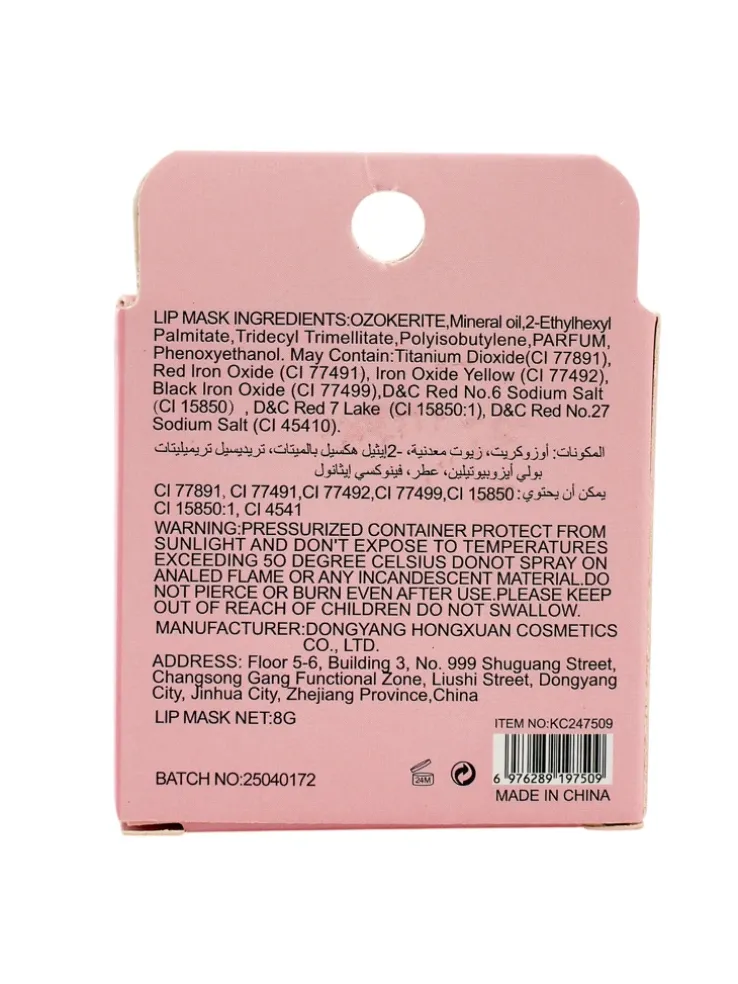 LIP MASK INGREDIENTS:OZOKERITE,Mineral oil,2-Ethylhexyl
Palmitate,Tridecyl Trimellitate,Polyisobutylene,PARFUM,
Phenoxyethanol. May Contain:Titanium Dioxide(CI 77891),
Red Iron Oxide (CI 77491), Iron Oxide Yellow (CI 77492),
Black Iron Oxide (CI 77499),D&C Red No.6 Sodium Salt
(CI 15850) , D&C Red 7 Lake (CI 15850:1), D&C Red No.27
Sodium Salt (CI 45410).
المكونات: أوزوكريت، زيوت معدنية، -2إيثيل هكسيل بالميتات، تريديسيل تريميليتات
بولي أيزوبيوتيلين، عطر، فينوكسي إيثانول
يمكن أن يحتوي: CI 77891, CI 77491,CI 77492,CI 77499,CI 15850
CI 15850:1, CI 4541
WARNING:PRESSURIZED CONTAINER PROTECT FROM
SUNLIGHT AND DON'T EXPOSE TO TEMPERATURES
EXCEEDING 5O DEGREE CELSIUS DONOT SPRAY ON
ANALED FLAME OR ANY INCANDESCENT MATERIAL.DO
NOT PIERCE OR BURN EVEN AFTER USE.PLEASE KEEP
OUT OF REACH OF CHILDREN DO NOT SWALLOW.
MANUFACTURER:DONGYANG HONGXUAN COSMETICS
CO., LTD.
ADDRESS: Floor 5-6, Building 3, No. 999 Shuguang Street,
Changsong Gang Functional Zone, Liushi Street, Dongyang
City, Jinhua City, Zhejiang Province,China
LIP MASK NET:8G
ITEM NO:KC247509
BATCH NO:25040172
24M
6 976289 197509
MADE IN CHINA